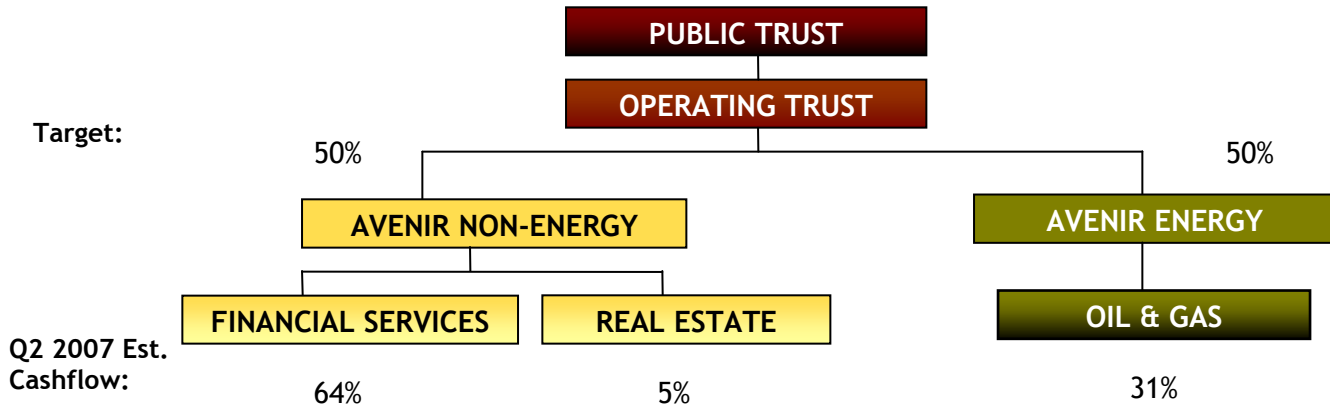 PUBLIC TRUST
OPERATING TRUST
Target:
50%
50%
AVENIR NON-ENERGY
AVENIR ENERGY
FINANCIAL SERVICES
REAL ESTATE
OIL & GAS
Q2 2007 Est.
Cashflow:
64%
5%
31%